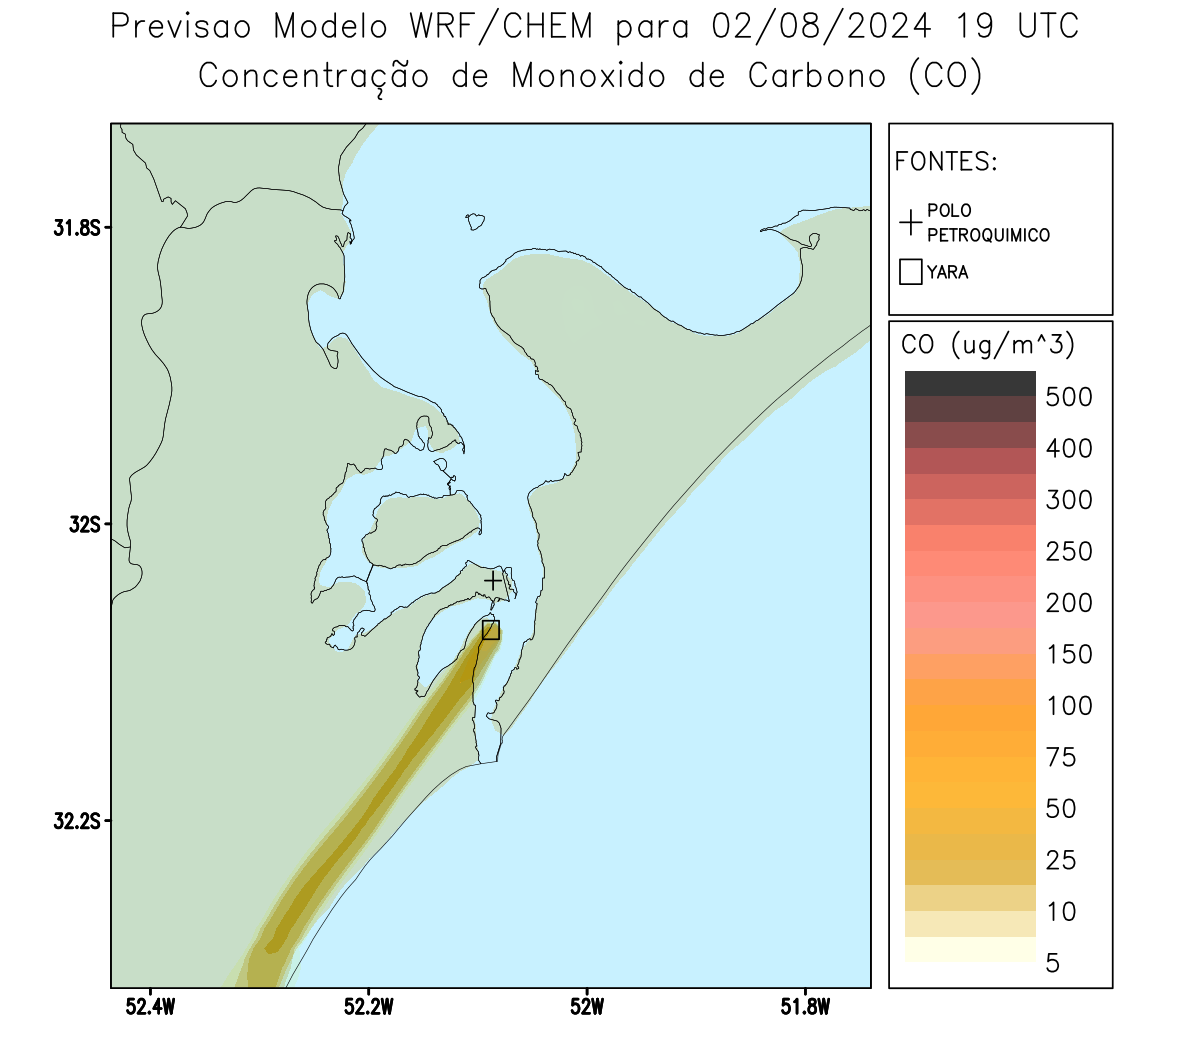 Previsao Modelo WRF/CHEM para 02/08/2024 19 UTC
Concentração de Monoxido de Carbono (CO)
FONTES:
POLO
PETROQUIMICO
YARA
CO (ug/m^3)
500
400
300
250
200
150
100
75
50
25
10
5
31.8S
32S
32.2S
52.4W
52.2W
52W
51.8W